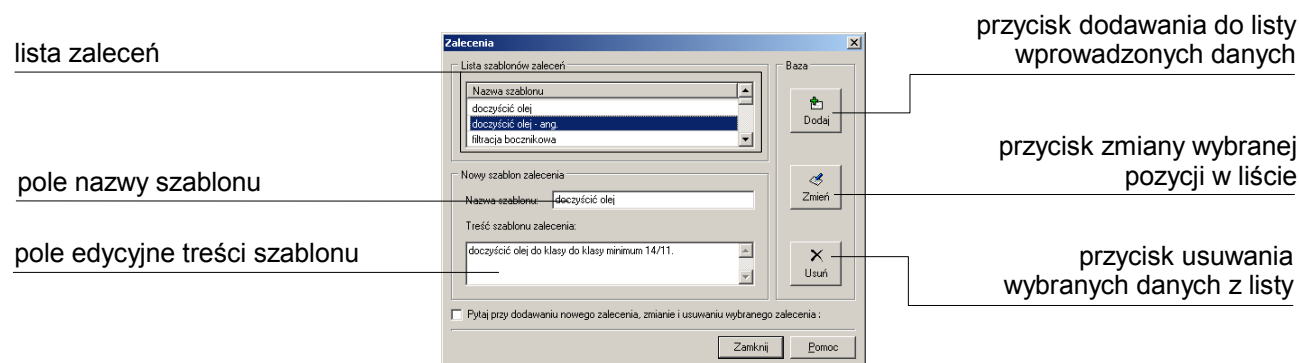 przycisk dodawania do listy
wprowadzonych danych
lista zaleceń
Zalecenia
Lista szablonów zaleceń
Baza
Nazwa szablonu
doczyścić olej
doczyścić olej - ang.
filtracja bocznikowa
Dodaj
przycisk zmiany wybranej
pozycji w liście
pole nazwy szablonu
Nowy szablon zalecenia
Nazwa szablonu: doczyścić olej
Zmień
Treść szablonu zalecenia:
pole edycyjne treści szablonu
doczyścić olej do klasy do klasy minimum 14/11.
Usuń
przycisk usuwania
wybranych danych z listy
Pytaj przy dodawaniu nowego zalecenia, zmianie i usuwaniu wybranego zalecenia :
Zamknij
Pomoc